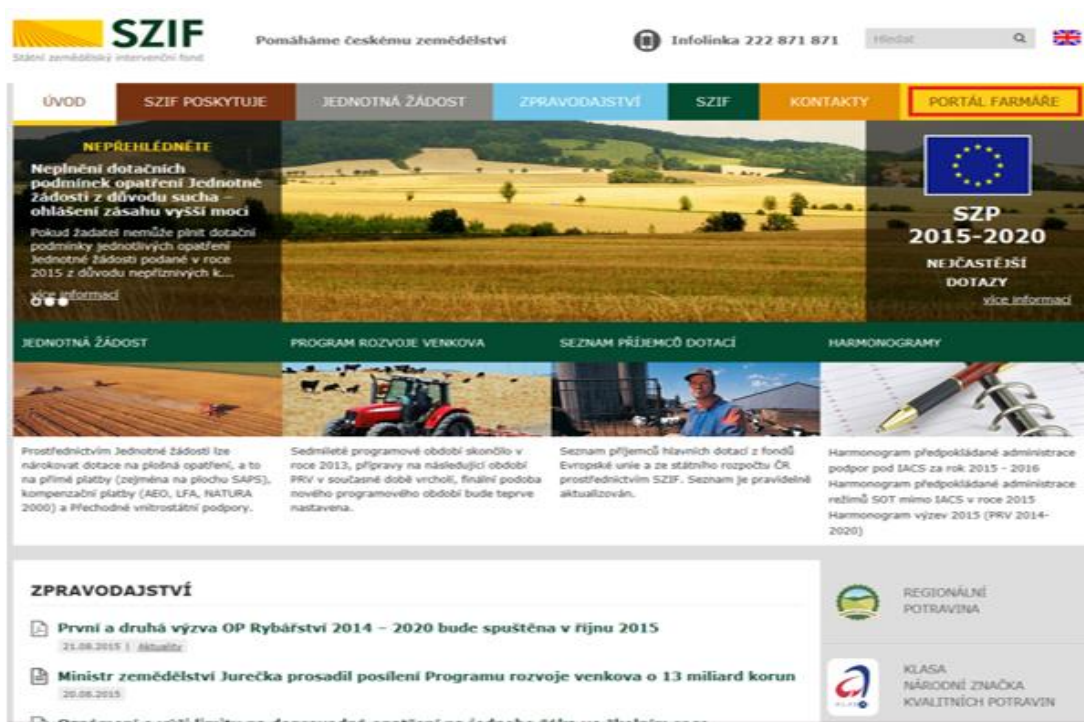 SZIF
Státní zemědělský intervenční fond
Pomáháme českému zemědělství
Infolinka 222 871 871
Hledat
ÚVOD
SZIF POSKYTUJE
JEDNOTNÁ ŽÁDOST
ZPRAVODAJSTVÍ
SZIF
KONTAKTY
PORTÁL FARMÁŘE
NEPŘEHLÉDNĚTE
Neplnění dotačních
podmínek opatření Jednotné
žádosti z důvodu sucha –
ohlášení zásahu vyšší moci
Pokud žadatel nemůže plnit dotační
podmínky jednotlivých opatření
Jednotné žádosti podané v roce
2015 z důvodu nepříznivých k...
více informací
SZP
2015-2020
NEJČASTĚJŠÍ
DOTAZY
více informací
JEDNOTNÁ ŽÁDOST
PROGRAM ROZVOJE VENKOVA
SEZNAM PŘÍJEMCŮ DOTACÍ
HARMONOGRAMY
Prostřednictvím Jednotné žádosti lze
nárokovat dotace na plošná opatření, a to
na přímé platby (zejména na plochu SAPS),
kompenzační platby (AEO, LFA, NATURA
2000) a Přechodné vnitrostátní podpory.
Sedmileté programové období skončilo v
roce 2013, přípravy na následující období
PRV v současné době vrcholí, finální podoba
nového programového období bude teprve
nastavena.
Seznam příjemců hlavních dotací z fondů
Evropské unie a ze státního rozpočtu ČR
prostřednictvím SZIF. Seznam je pravidelně
aktualizován.
Harmonogram předpokládané administrace
podpor pod IACS za rok 2015 - 2016
Harmonogram předpokládané administrace
režimů SOT mimo IACS v roce 2015
Harmonogram výzev 2015 (PRV 2014-
2020)
ZPRAVODAJSTVÍ
První a druhá výzva OP Rybářství 2014 – 2020 bude spuštěna v říjnu 2015
21.08.2015 | Aktuality
Ministr zemědělství Jurečka prosadil posílení Programu rozvoje venkova o 13 miliard korun
20.08.2015
REGIONÁLNÍ
POTRAVINA
KLASA
KLASA
NÁRODNÍ ZNAČKA
KVALITNÍCH POTRAVIN